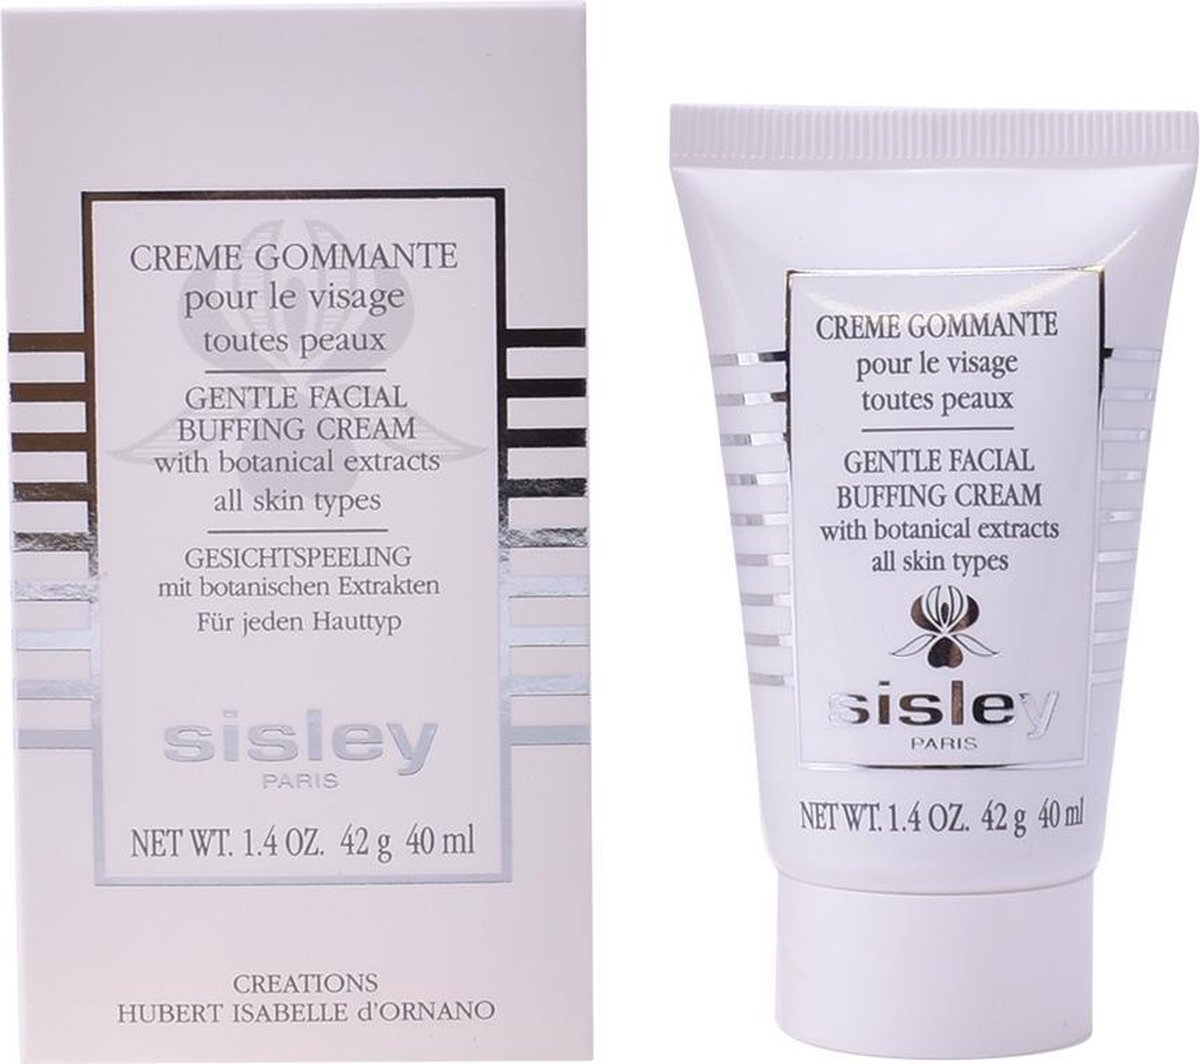 CREME GOMMANTE
pour le visage
toutes peaux
GENTLE FACIAL
BUFFING CREAM
with botanical extracts
all skin types
GESICHTSPEELING
mit botanischen Extrakten
Für jeden Hauttyp
sisley
PARIS
NET WT. 1.4 OZ. 42 g 40 ml
CREATIONS
HUBERT ISABELLE d'ORNANO
CREME GOMMANTE
pour le visage
toutes peaux
GENTLE FACIAL
BUFFING CREAM
with botanical extracts
all skin types
sisley
PARIS
NET WT. 1.4 OZ. 42 g 40 ml